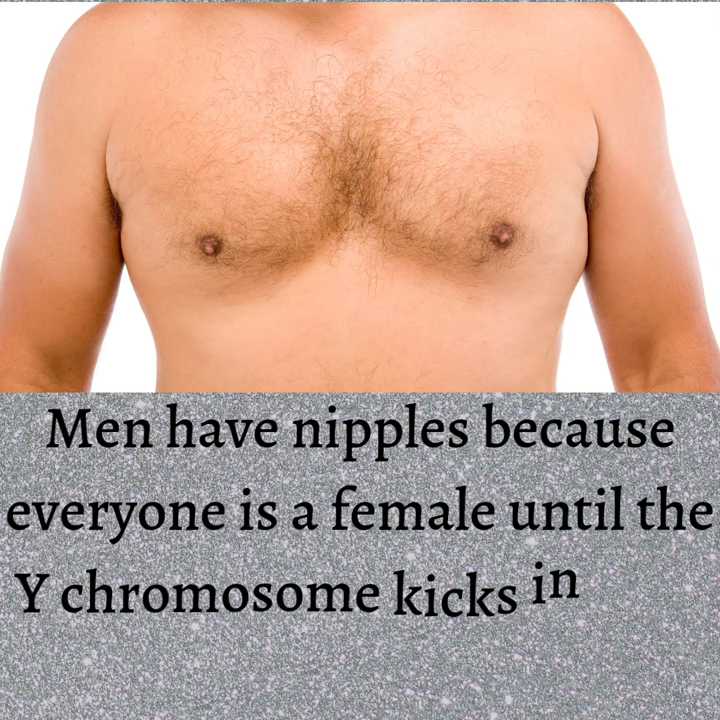 Men have nipples because
everyone is a female until the
Y chromosome kicks in